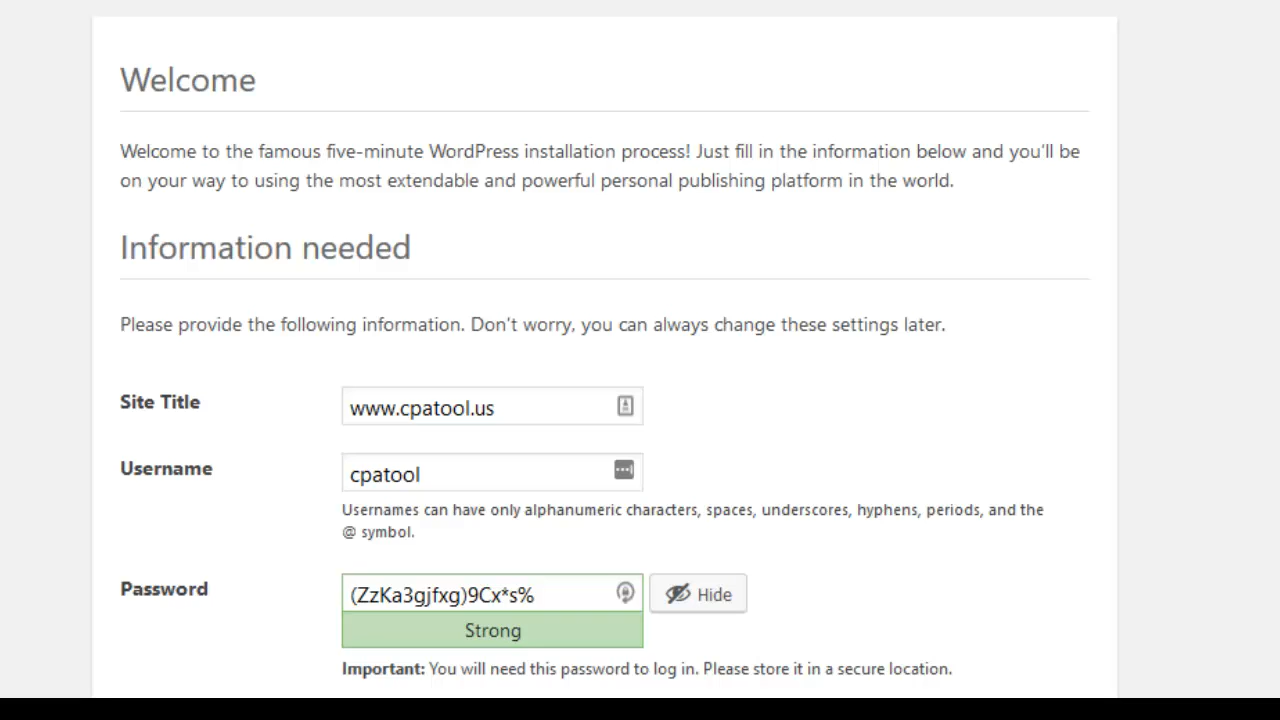 Welcome
Welcome to the famous five-minute WordPress installation process! Just fill in the information below and you'll be
on your way to using the most extendable and powerful personal publishing platform in the world.
Information needed
Please provide the following information. Don't worry, you can always change these settings later.
Site Title
www.cpatool.us
Username
cpatool
Usernames can have only alphanumeric characters, spaces, underscores, hyphens, periods, and the
@ symbol.
Password
(ZzKa3gjfxg)9Cx*s%
Hide
Strong
Important: You will need this password to log in. Please store it in a secure location.